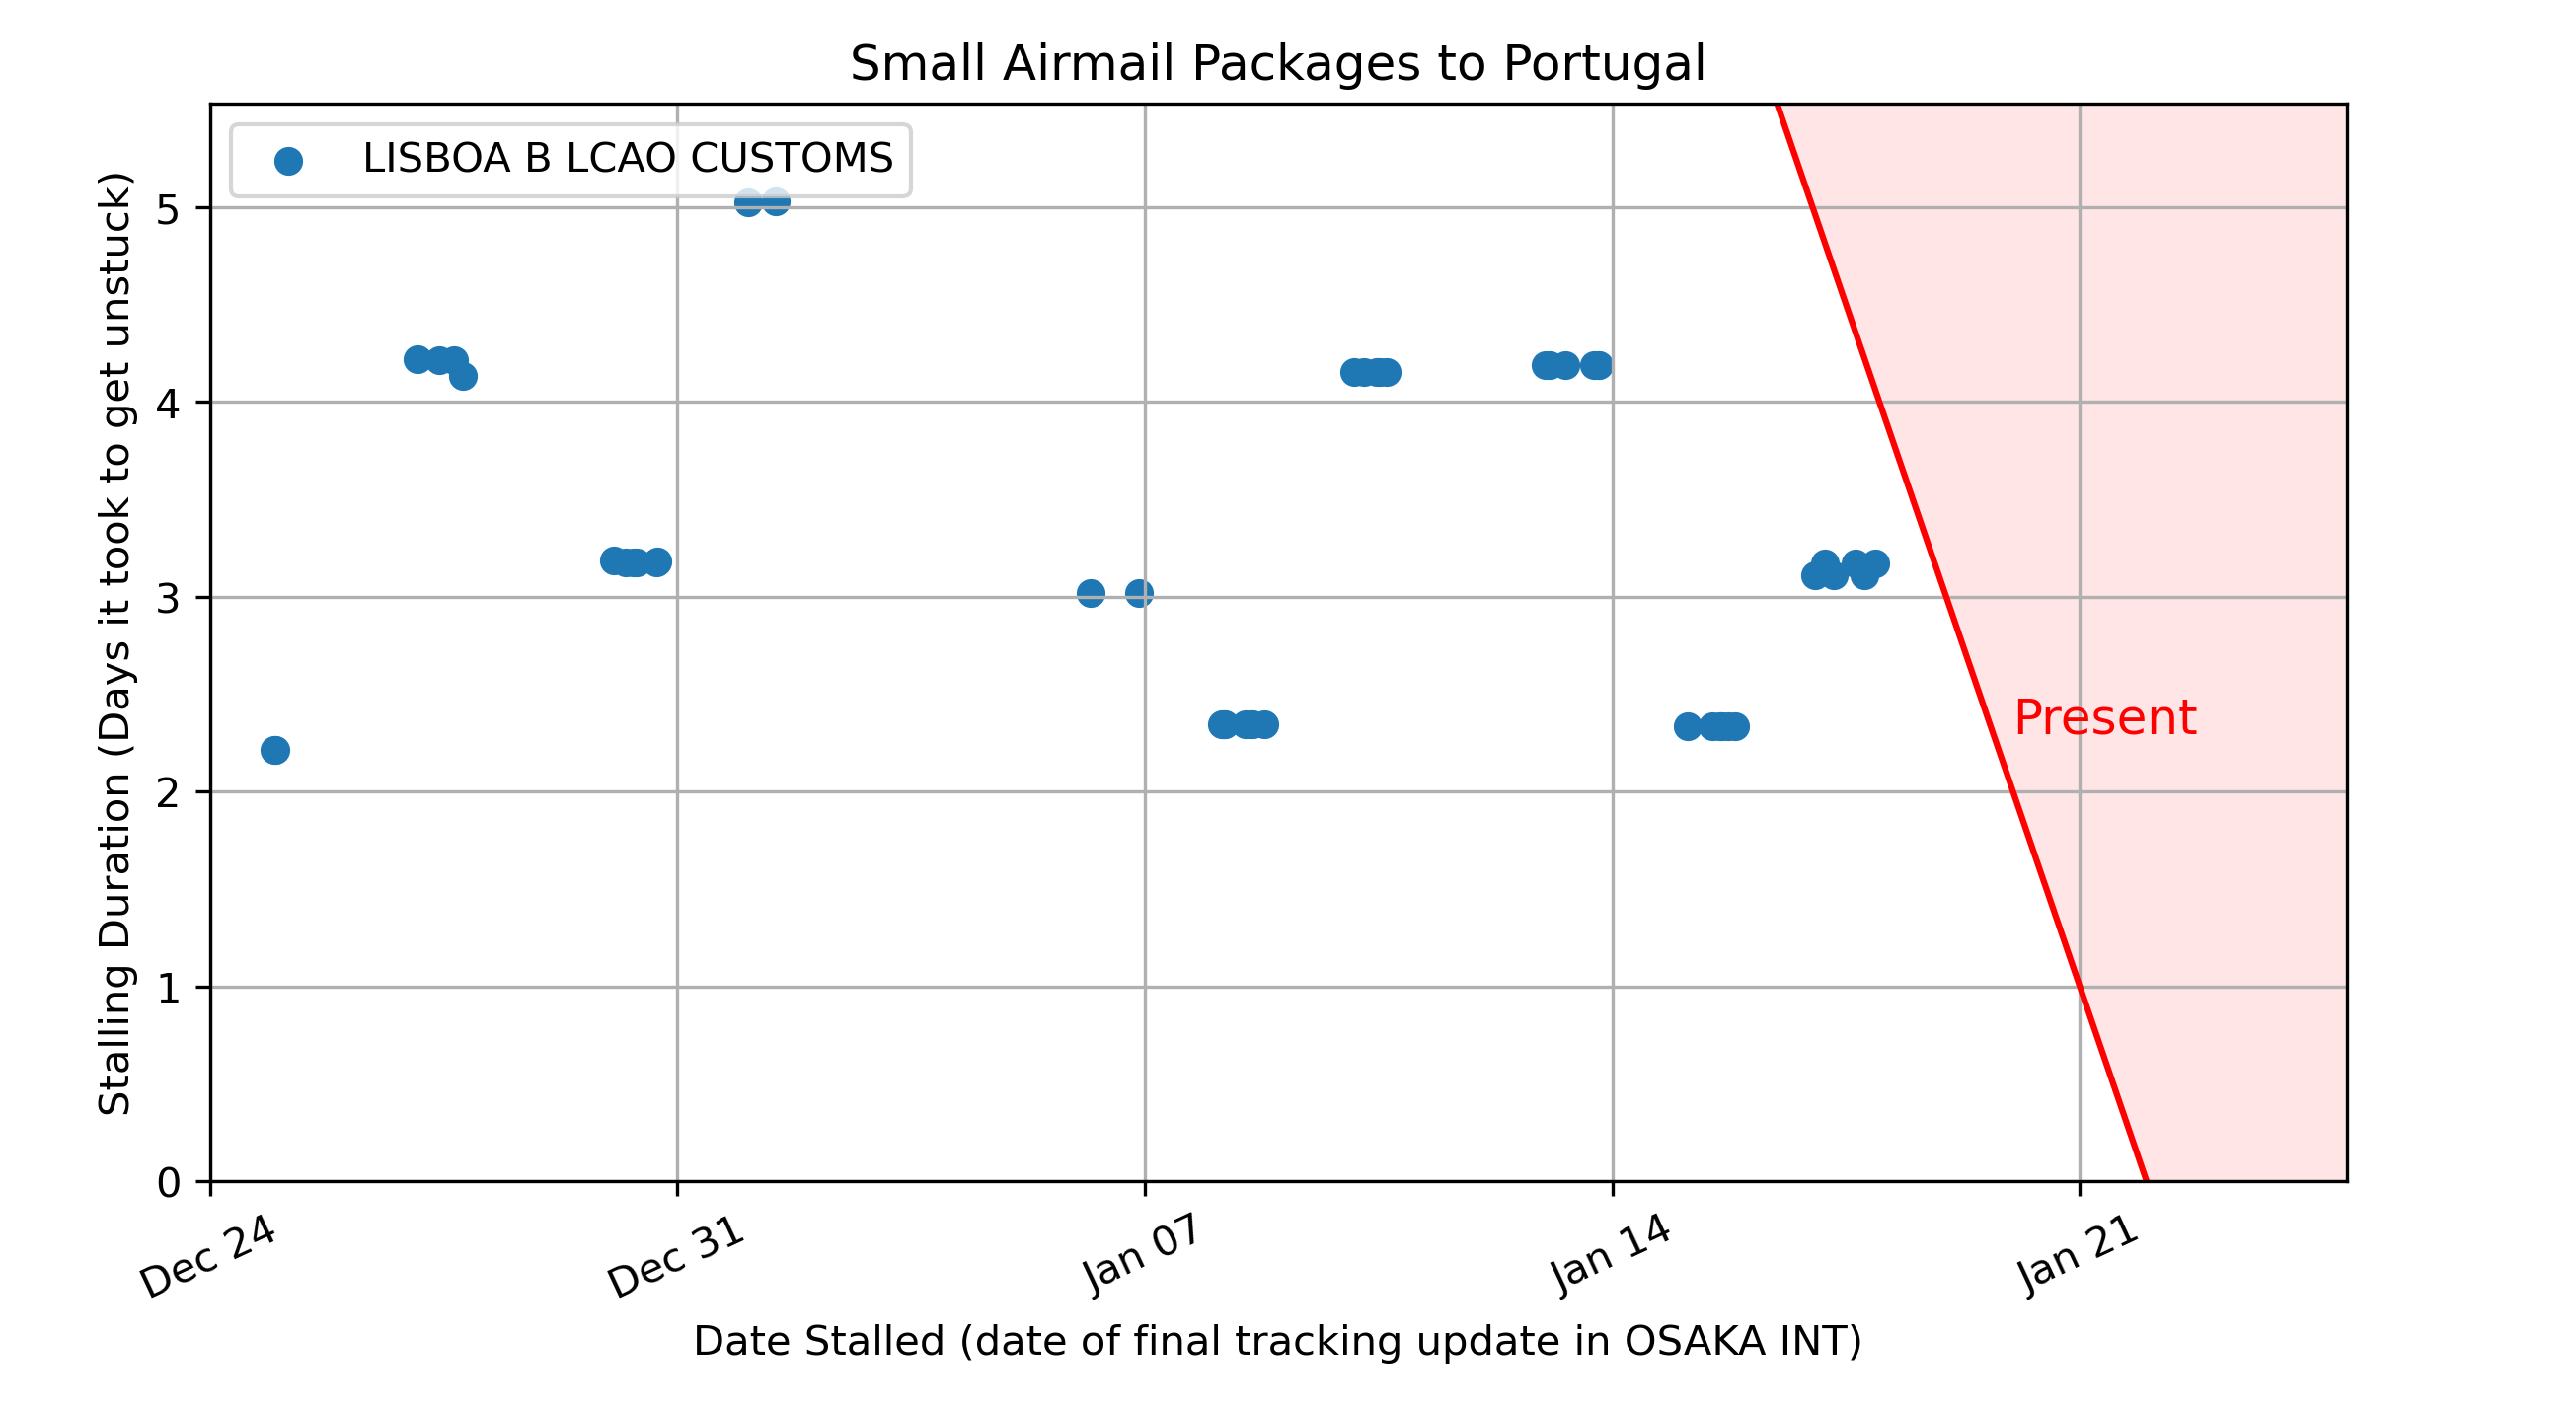 Small Airmail Packages to Portugal
LISBOA B LCAO CUSTOMS
Stalling Duration (Days it took to get unstuck)
5
4
3
2
1
0
Present
Dec 24
Dec 31
Jan 07
Jan 14
Jan 21
Date Stalled (date of final tracking update in OSAKA INT)